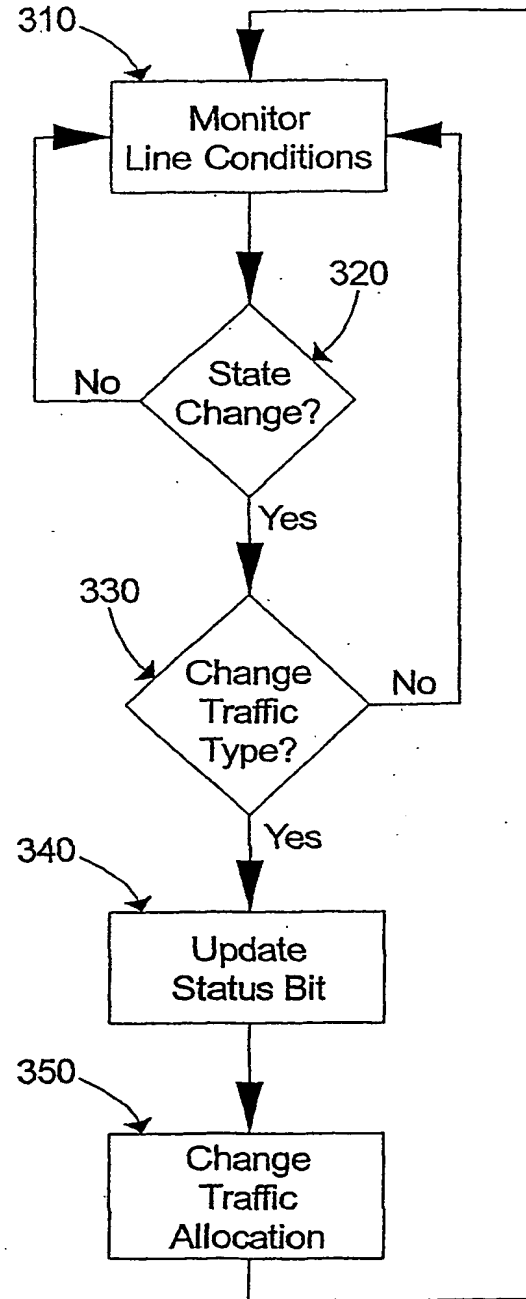 310
Monitor
Line Conditions
320
State
Change?
No
Yes
330
Change
Traffic
Type?
No
Yes
340
Update
Status Bit
350
Change
Traffic
Allocation